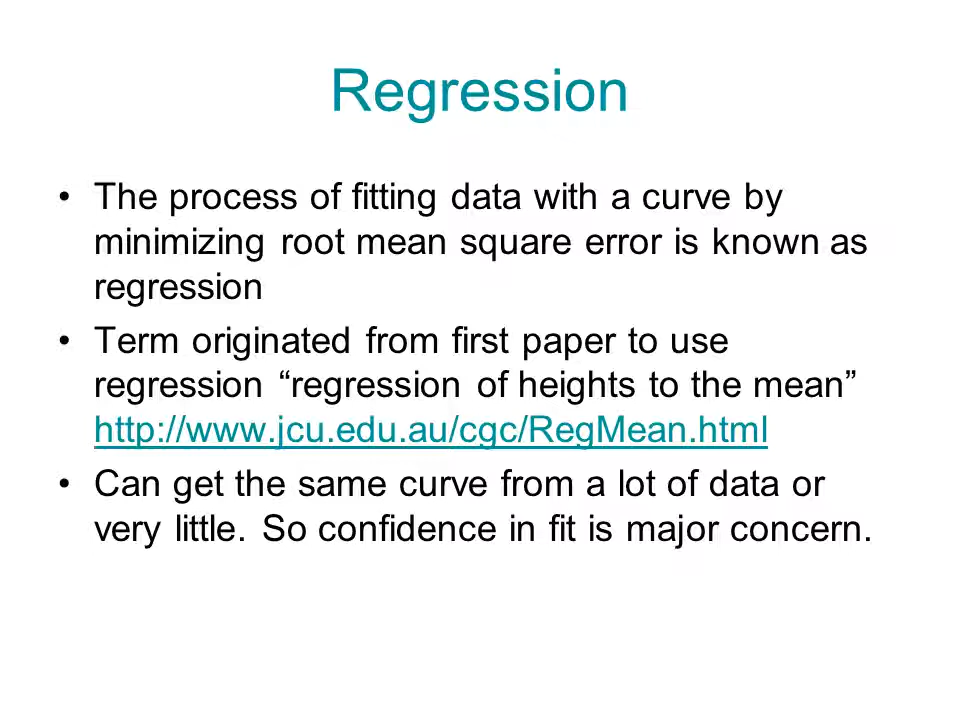 Regression
• The process of fitting data with a curve by
minimizing root mean square error is known as
regression
• Term originated from first paper to use
regression “regression of heights to the mean”
http://www.jcu.edu.au/cgc/RegMean.html
• Can get the same curve from a lot of data or
very little. So confidence in fit is major concern.